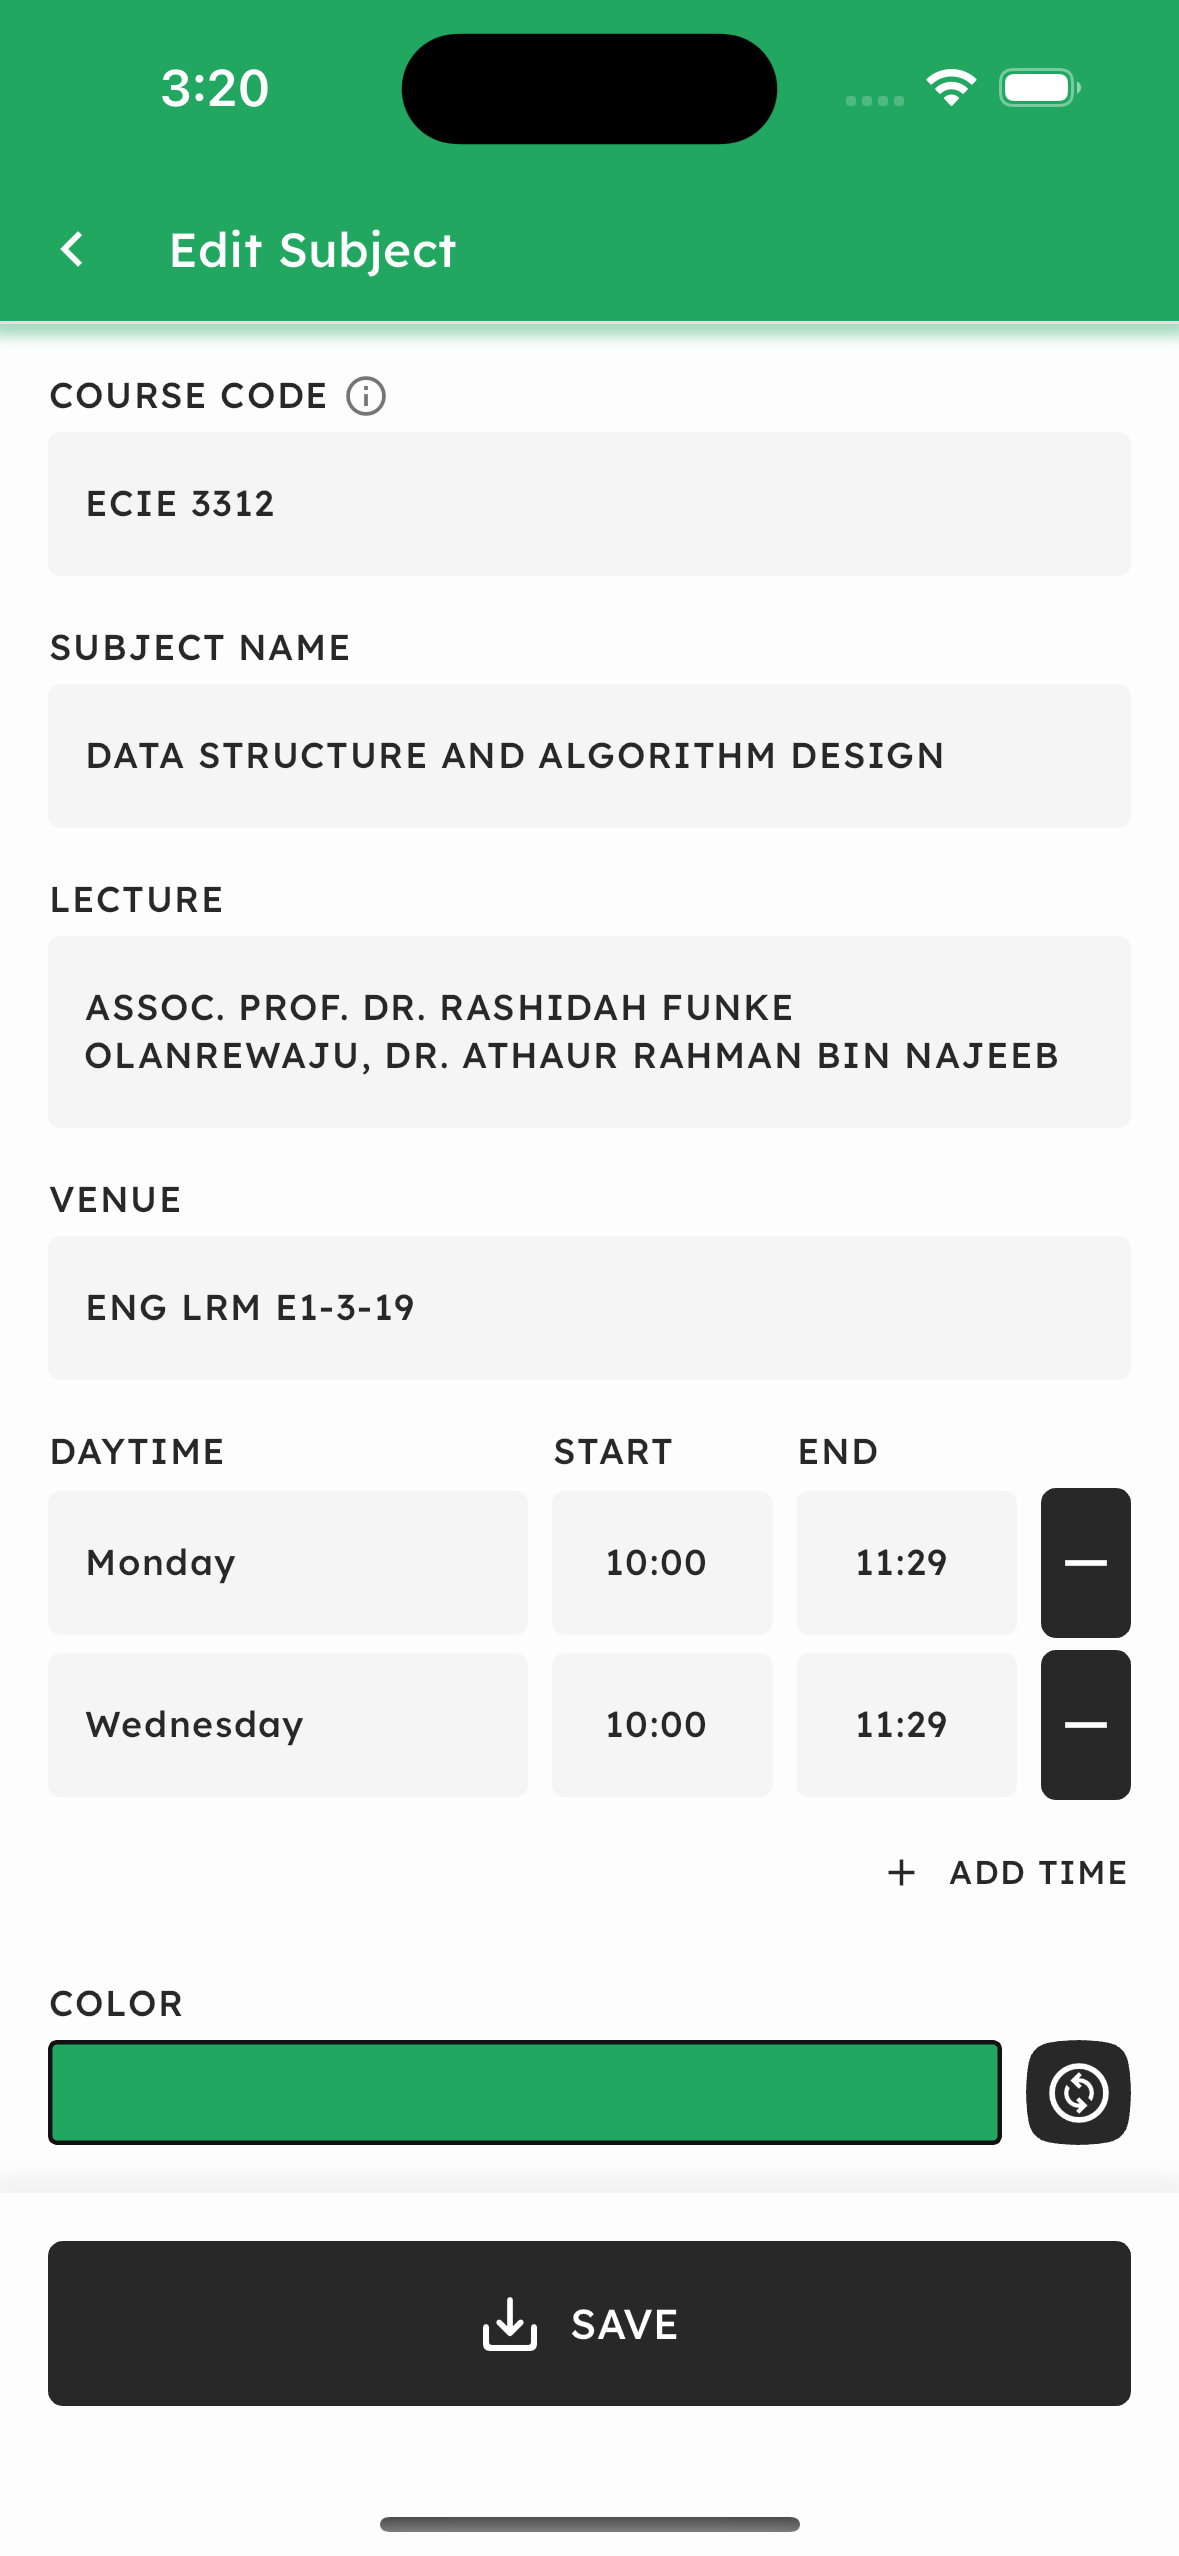 3:20
Edit Subject
COURSE CODE
ECIE 3312
SUBJECT NAME
DATA STRUCTURE AND ALGORITHM DESIGN
LECTURE
ASSOC. PROF. DR. RASHIDAH FUNKE
OLANREWAJU, DR. ATHAUR RAHMAN BIN NAJEEB
VENUE
ENG LRM E1-3-19
DAYTIME START END
Monday 10:00 11:29
Wednesday 10:00 11:29
+ ADD TIME
COLOR
SAVE